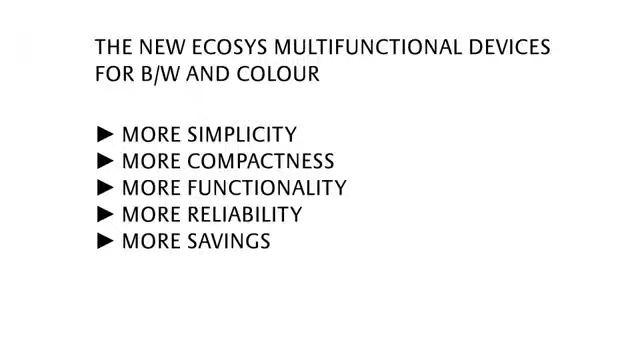 THE NEW ECOSYS MULTIFUNCTIONAL DEVICES
FOR B/W AND COLOUR
► MORE SIMPLICITY
► MORE COMPACTNESS
► MORE FUNCTIONALITY
► MORE RELIABILITY
► MORE SAVINGS